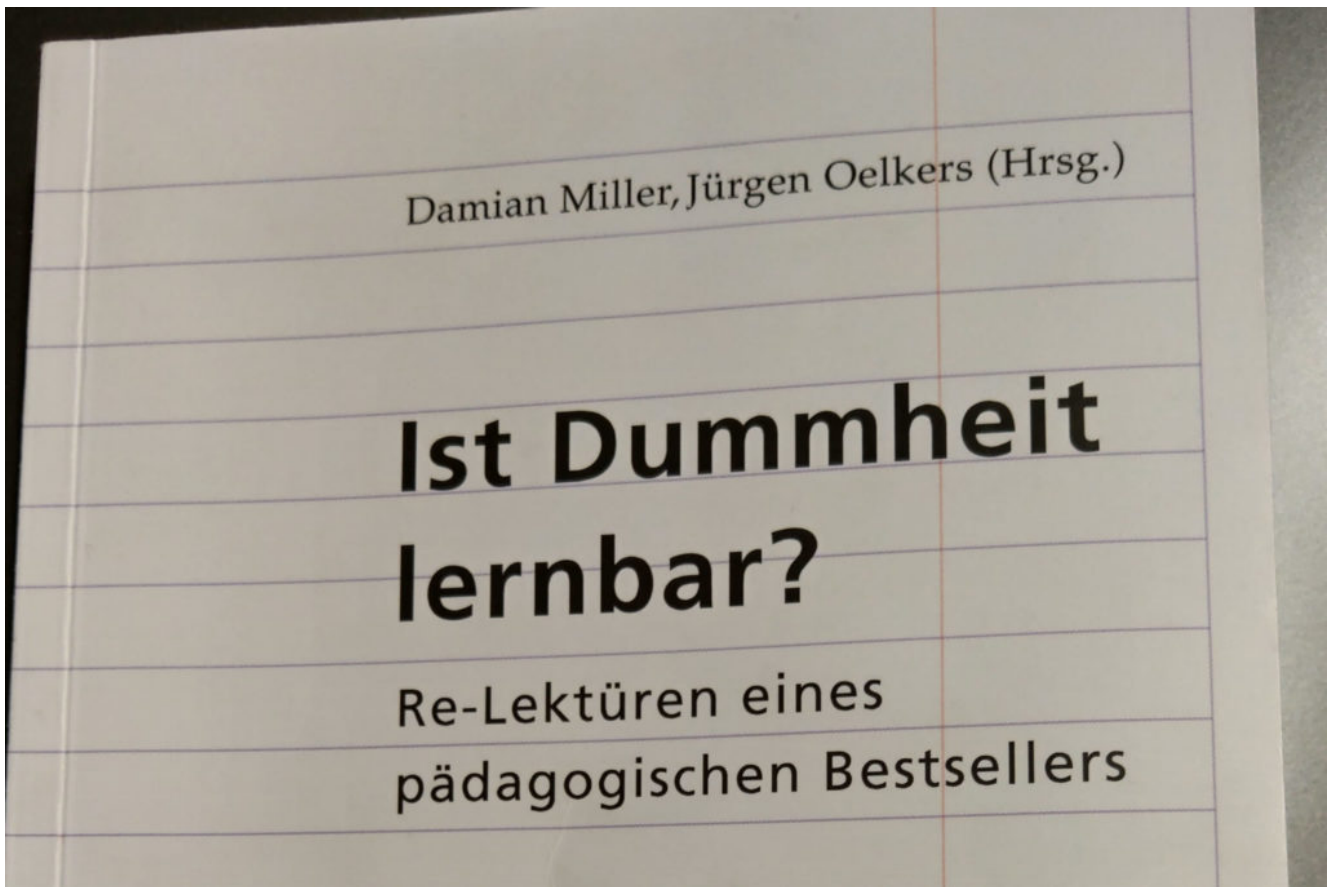 Damian Miller, Jürgen Oelkers (Hrsg.)
Ist Dummheit
lernbar?
Re-Lektüren eines
pädagogischen Bestsellers